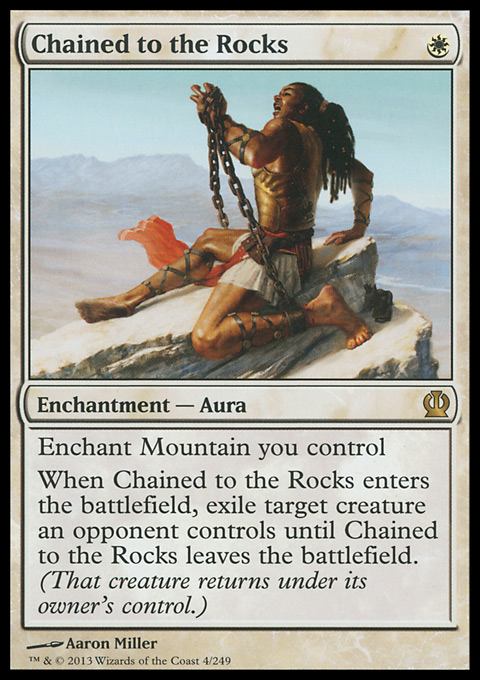 Chained to the Rocks
Enchantment — Aura
Enchant Mountain you control
When Chained to the Rocks enters
the battlefield, exile target creature
an opponent controls until Chained
to the Rocks leaves the battlefield.
(That creature returns under its
owner's control.)
Aaron Miller
™ & © 2013 Wizards of the Coast 4/249